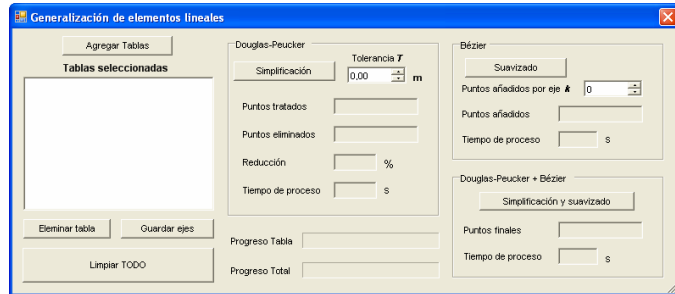 Generalización de elementos lineales
Agregar Tablas
Tablas seleccionadas
Eleminar tabla
Guardar ejes
Limpiar TODO
Douglas-Peucker
Simplificación
Tolerancia T
0,00
m
Puntos tratados
Puntos eliminados
Reducción
%
Tiempo de proceso
s
Progreso Tabla
Progreso Total
Bézier
Suavizado
Puntos añadidos por eje k
0
Puntos añadidos
Tiempo de proceso
s
Douglas-Peucker + Bézier
Simplificación y suavizado
Puntos finales
Tiempo de proceso
s